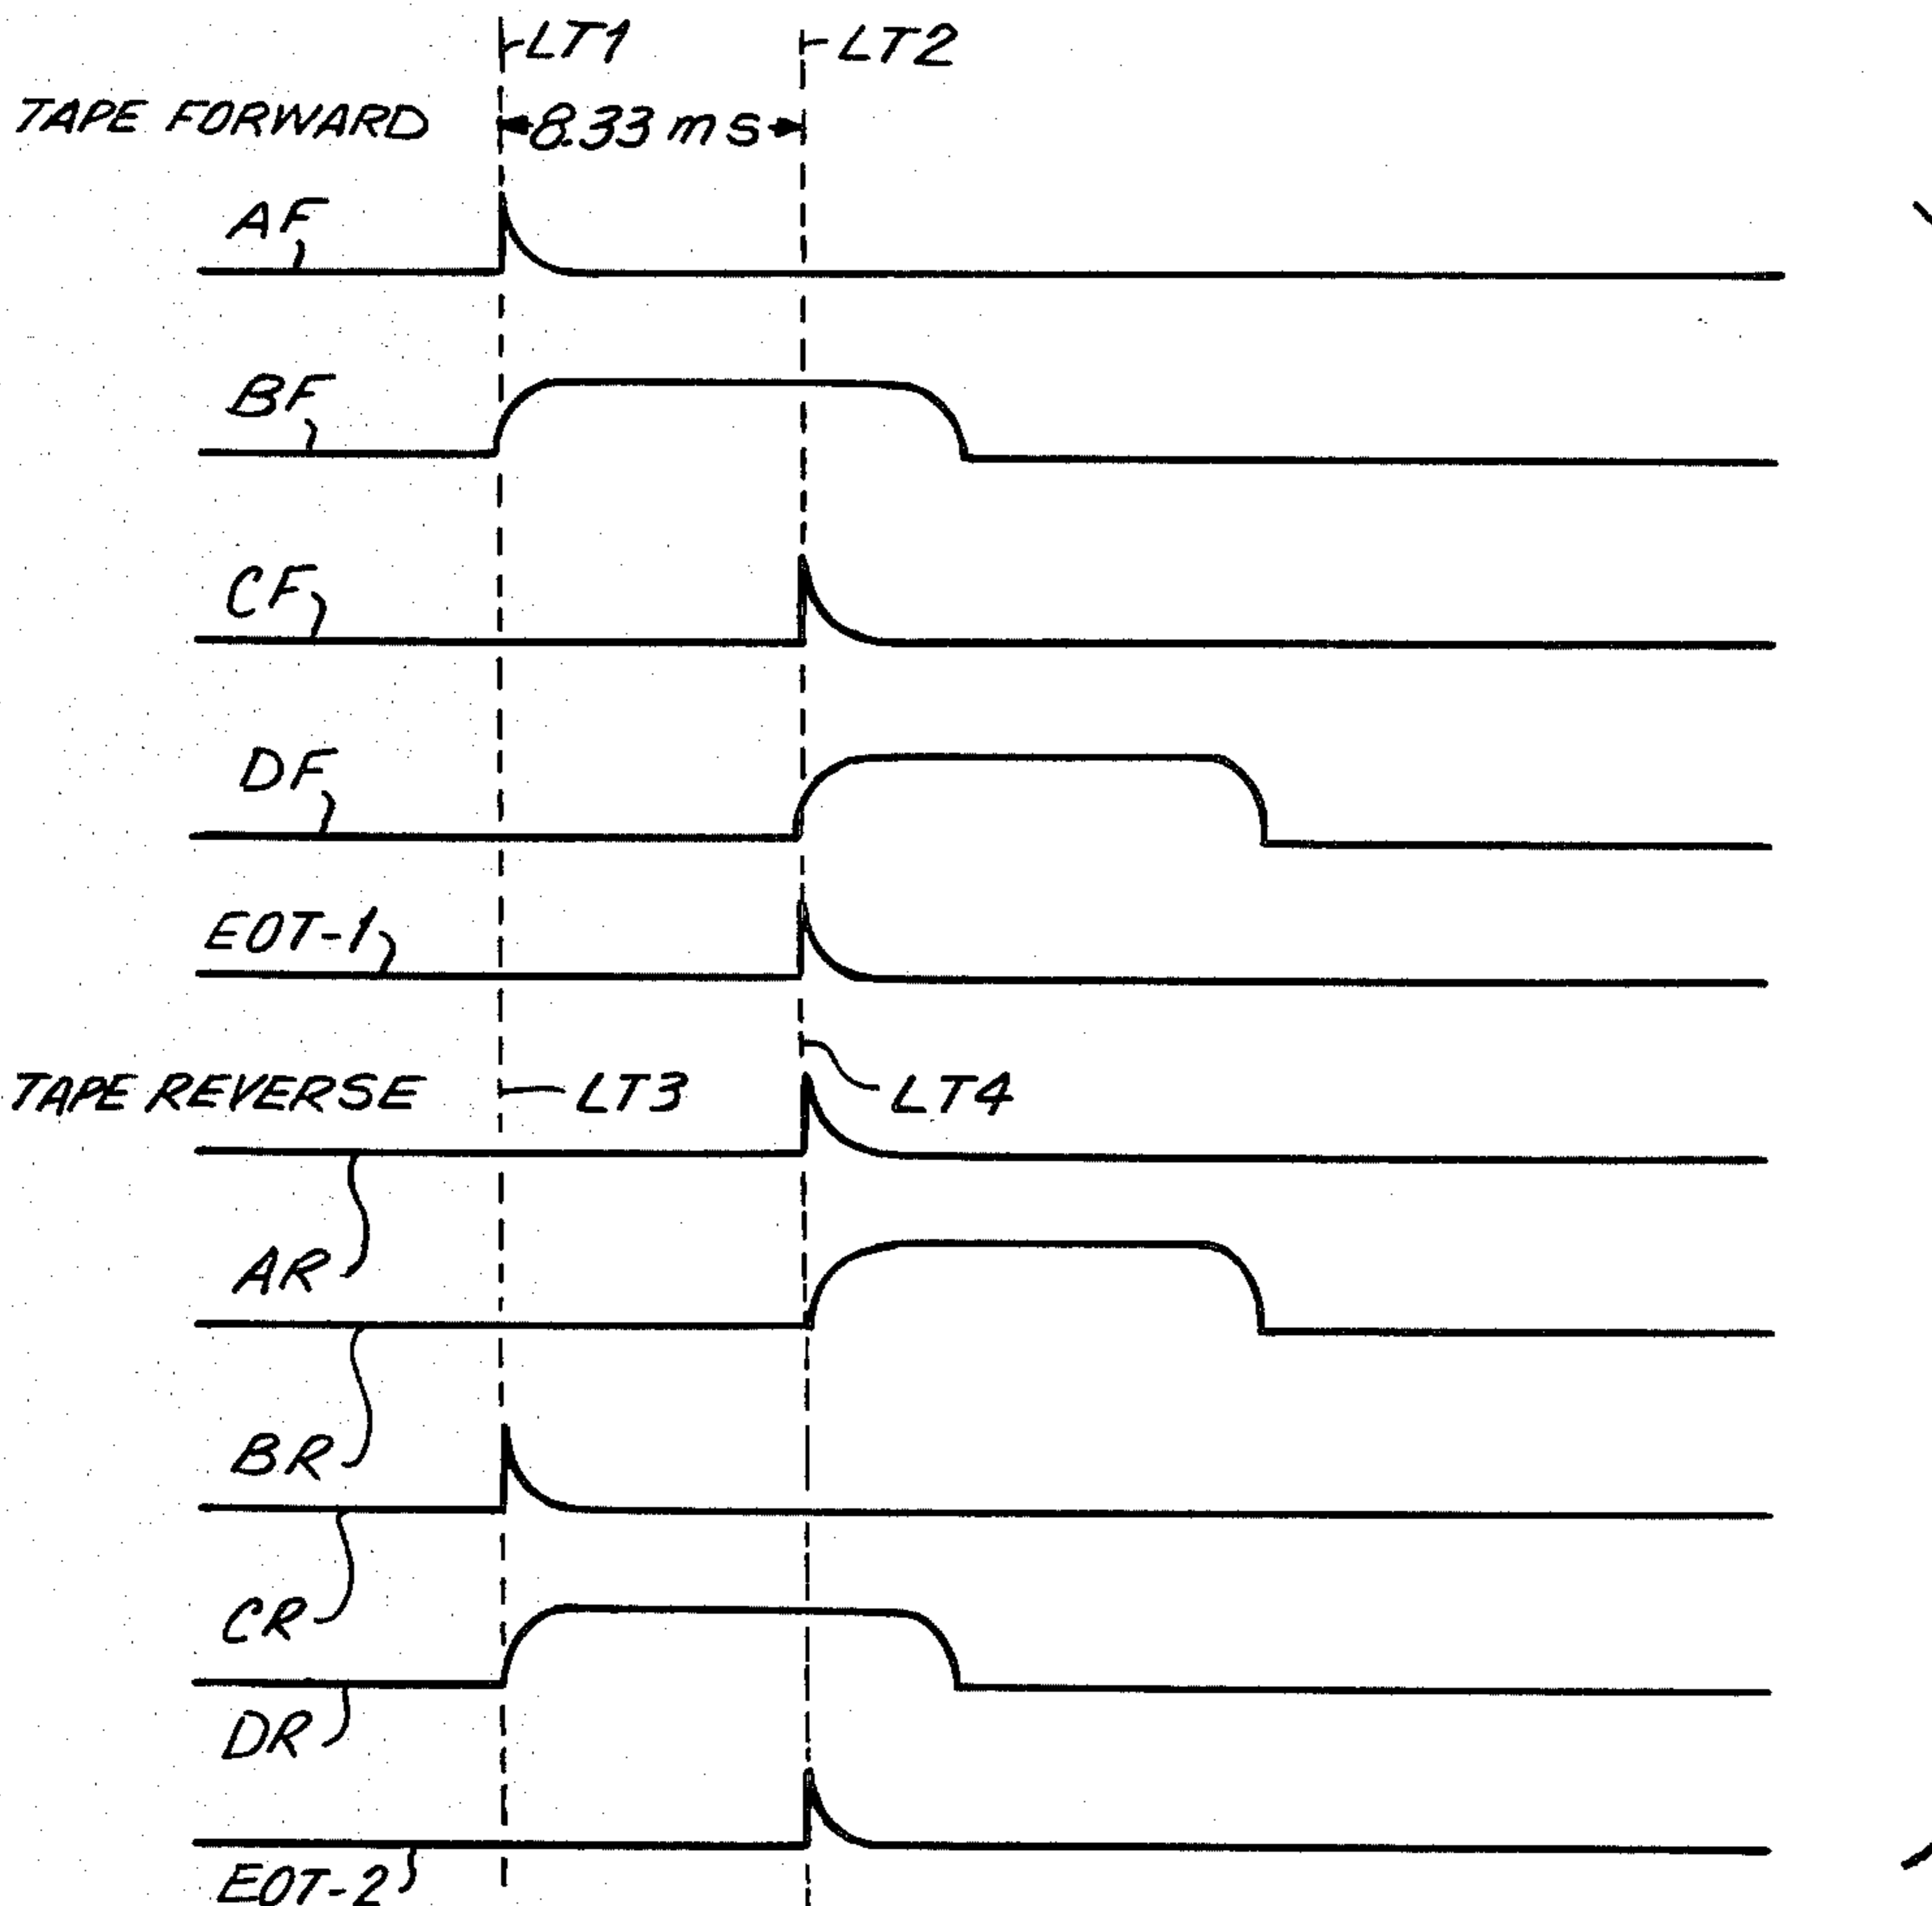 LT1
LT2
TAPE FORWARD
8.33 ms
AF
BF
CF
DF
EOT-1
TAPE REVERSE
LT3
LT4
AR
BR
CR
DR
EOT-2